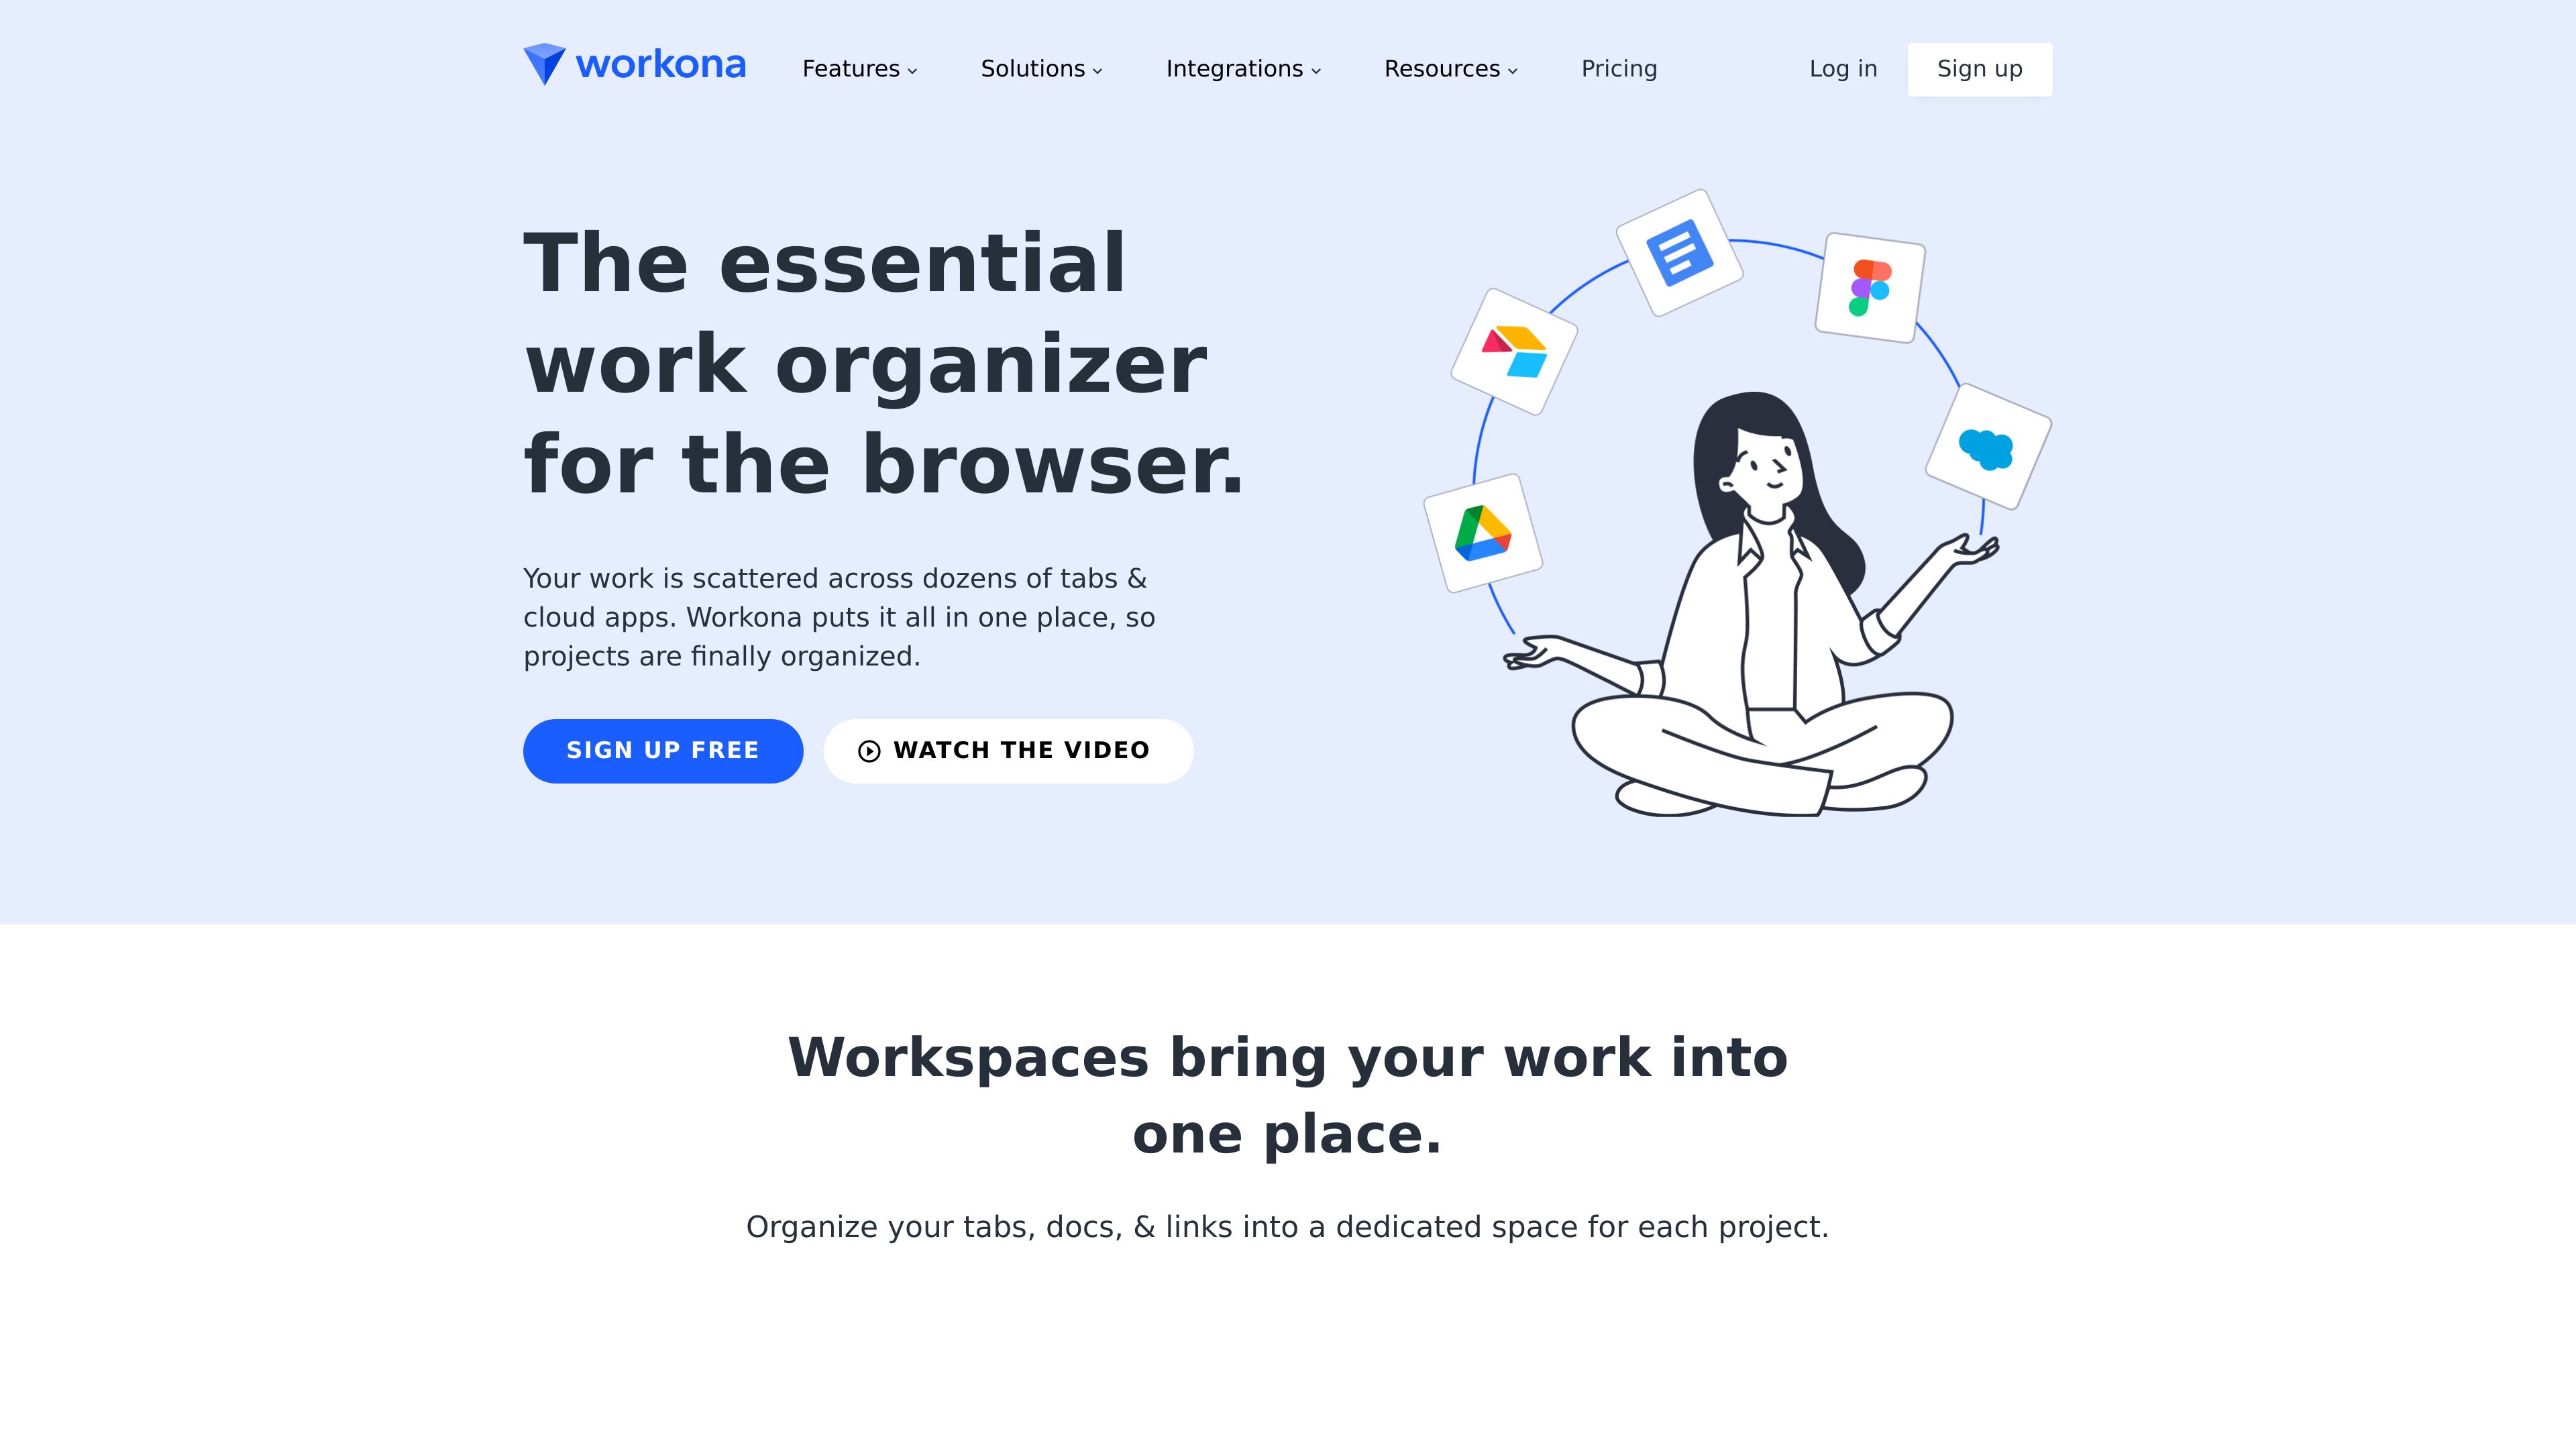 workona
Features
Solutions
Integrations
Resources
Pricing
Log in
Sign up
The essential
work organizer
for the browser.
Your work is scattered across dozens of tabs &
cloud apps. Workona puts it all in one place, so
projects are finally organized.
SIGN UP FREE
WATCH THE VIDEO
Workspaces bring your work into
one place.
Organize your tabs, docs, & links into a dedicated space for each project.